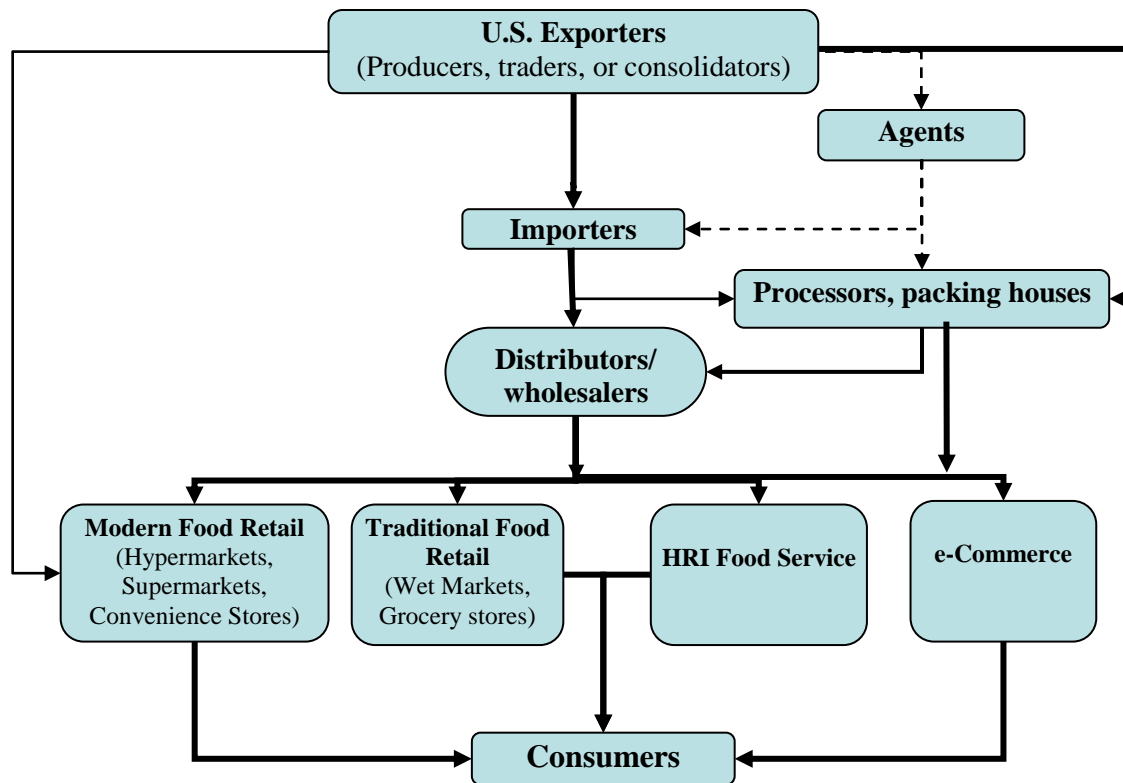 U.S. Exporters
(Producers, traders, or consolidators)
Agents
Importers
Processors, packing houses
Distributors/
wholesalers
Modern Food Retail
(Hypermarkets,
Supermarkets,
Convenience Stores)
Traditional Food
Retail
(Wet Markets,
Grocery stores)
HRI Food Service
e-Commerce
Consumers